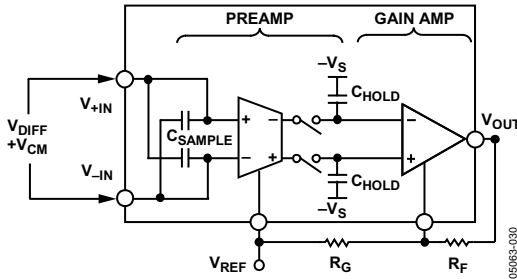 PREAMP
GAIN AMP
–VS
CHOLD
V+IN
VDIFF
+VCM
CSAMPLE
+
–
–
+
–
+
VOUT
V–IN
CHOLD
–VS
VREF
RG
RF
05063-030